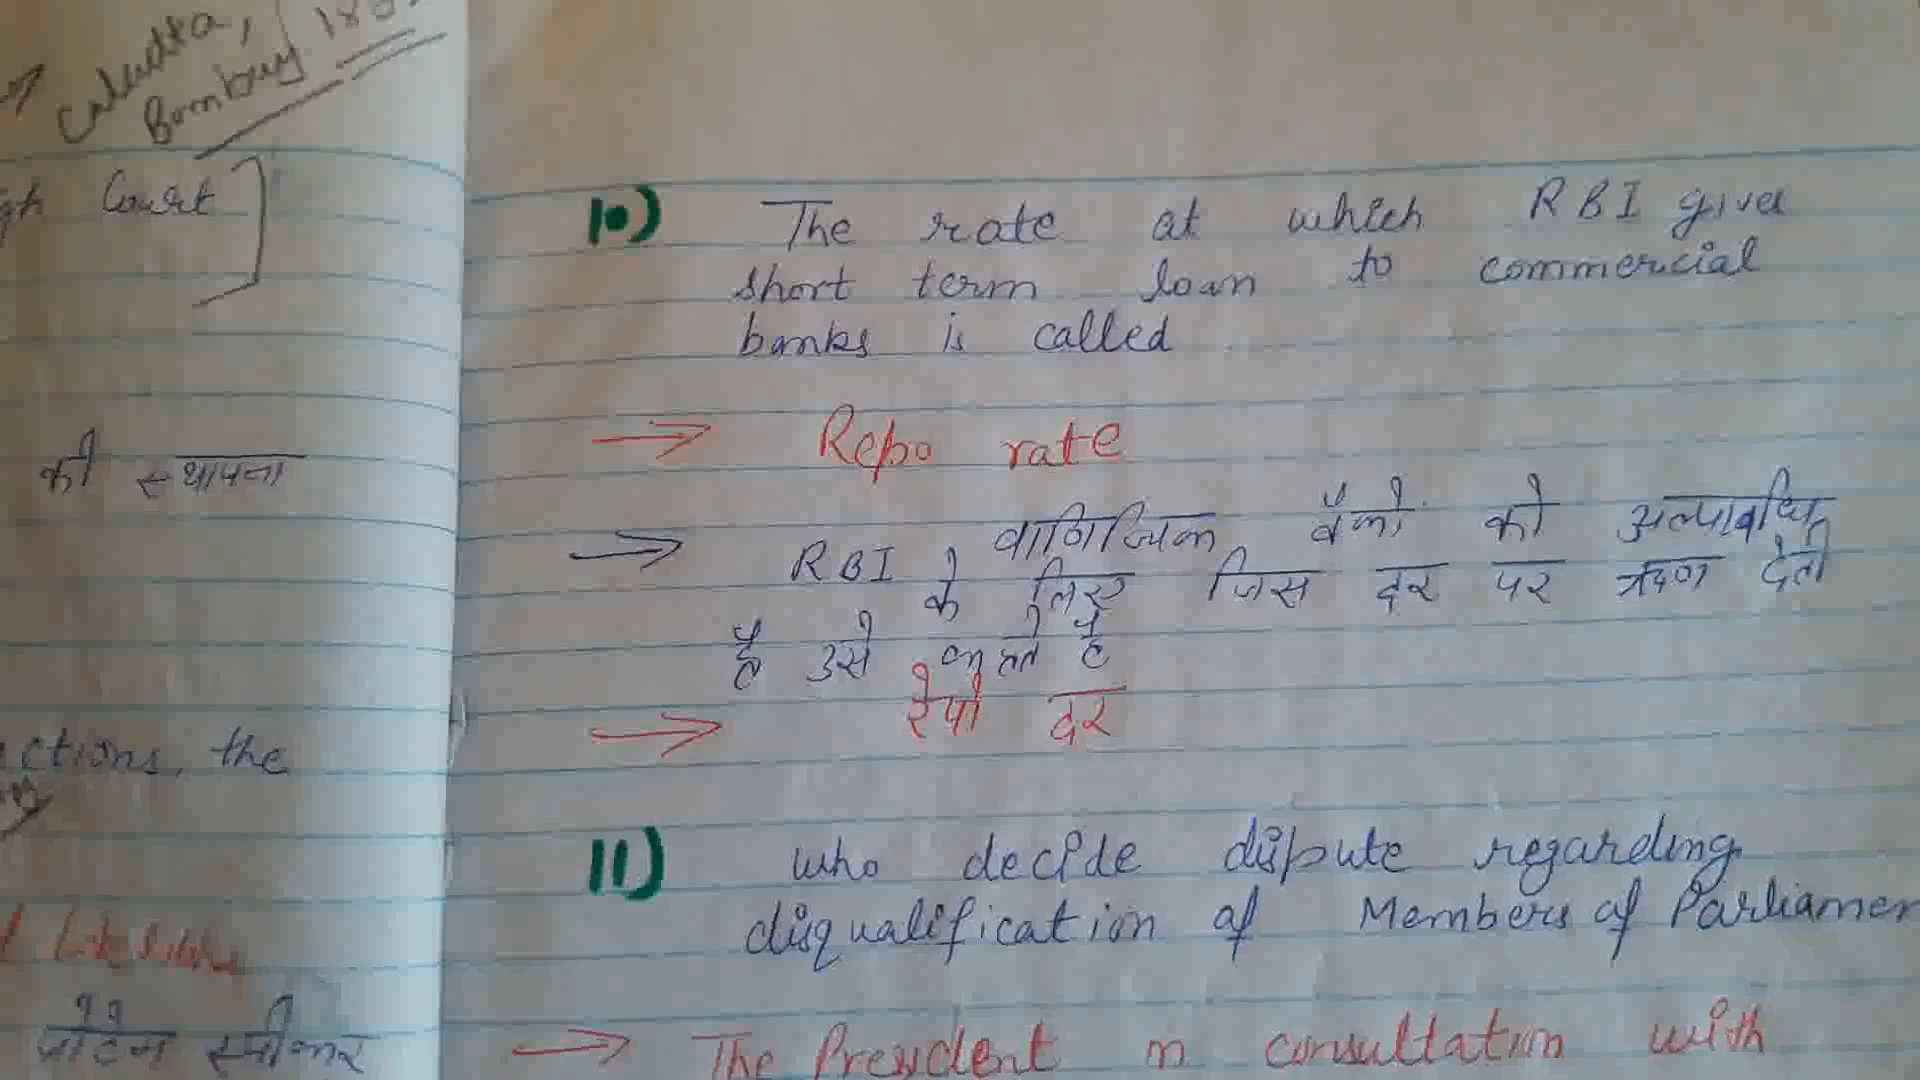 Calcutta,
Bombay
Court
की स्थापना
ctions, the
प्रोटेम स्पीकर
10) The rate at which RBI gives
short term loan to commercial
banks is called
→ Repo rate
→ RBI वाणिज्यिक बैंकों को अल्पावधि
के लिए जिस दर पर ऋण देती
है उसे कहते है
→ रेपो दर
11) who decide dispute regarding
disqualification of Members of Parliamen
→ The President in consultation with